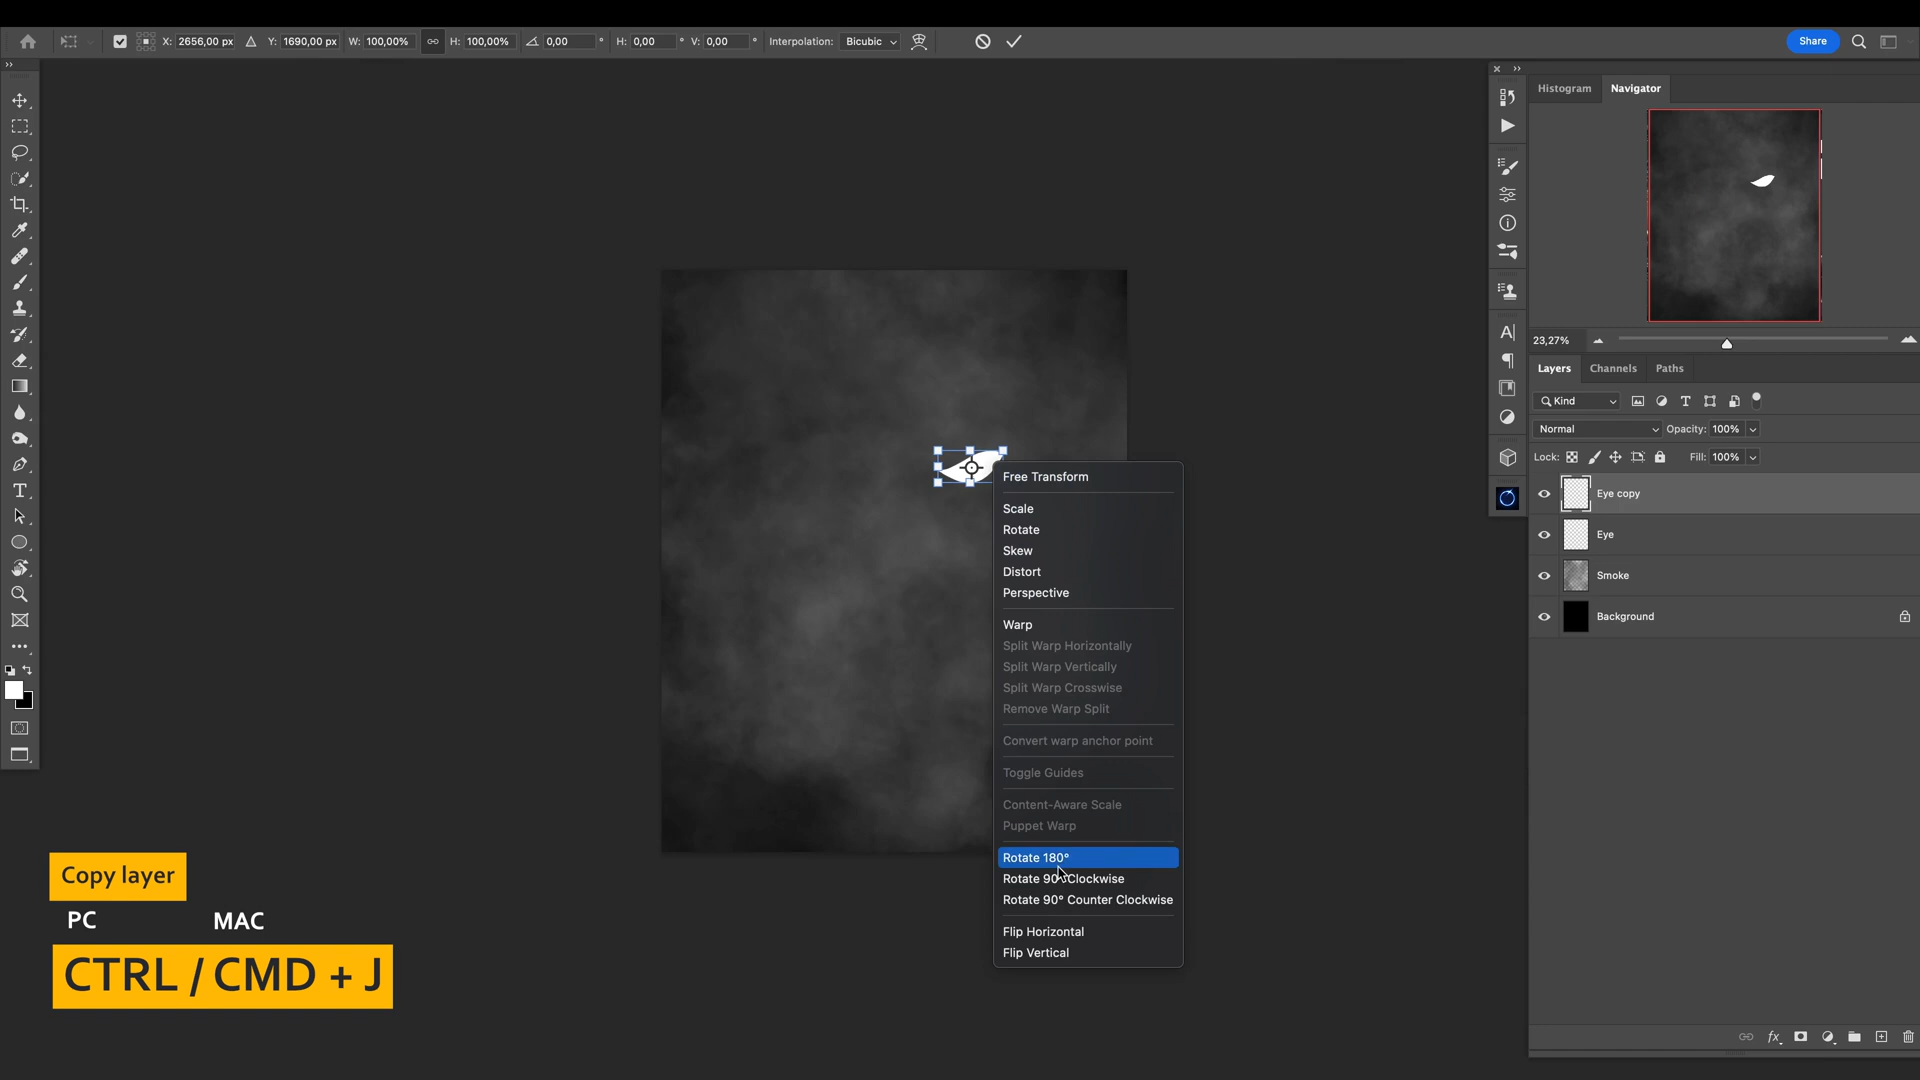 X: 2656,00 px Y: 1690,00 px W: 100,00% H: 100,00% 0,00 ° H: 0,00 ° V: 0,00 ° Interpolation: Bicubic
Share
Histogram Navigator
23,27%
Layers Channels Paths
Kind
Normal Opacity: 100%
Lock: Fill: 100%
Eye copy
Eye
Smoke
Background
Free Transform
Scale
Rotate
Skew
Distort
Perspective
Warp
Split Warp Horizontally
Split Warp Vertically
Split Warp Crosswise
Remove Warp Split
Convert warp anchor point
Toggle Guides
Content-Aware Scale
Puppet Warp
Rotate 180°
Rotate 90° Clockwise
Rotate 90° Counter Clockwise
Flip Horizontal
Flip Vertical
Copy layer
PC MAC
CTRL / CMD + J